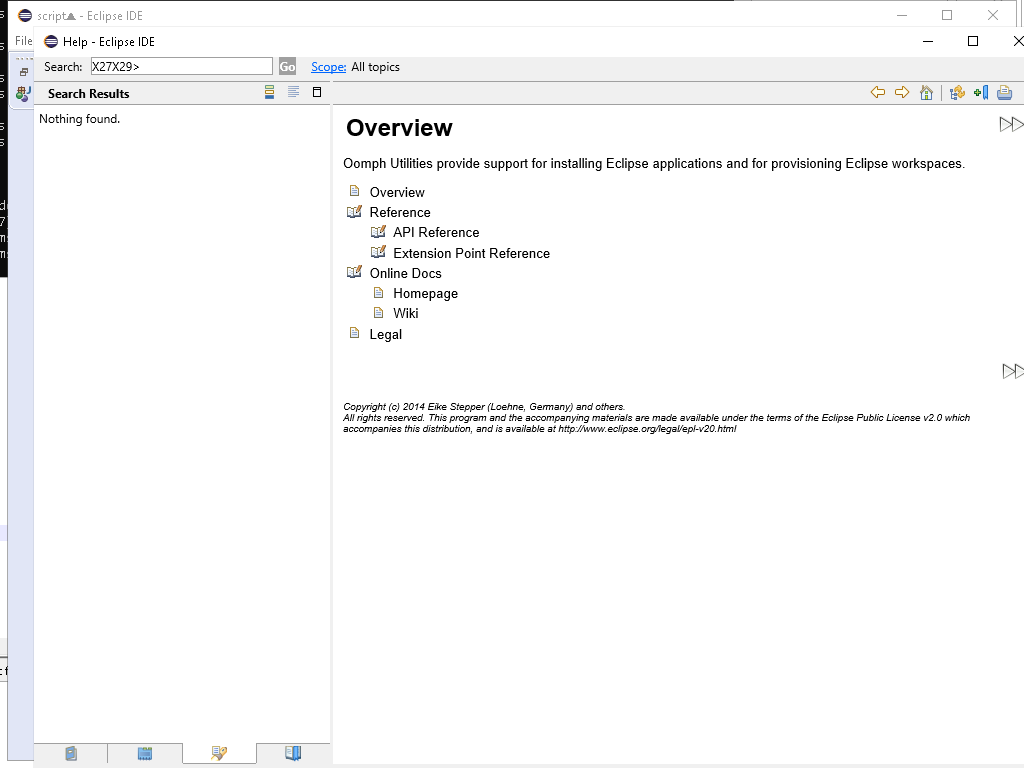 script▲ - Eclipse IDE
File
Help - Eclipse IDE
Search: X27X29> Go Scope: All topics
Search Results
Nothing found.
Overview
Oomph Utilities provide support for installing Eclipse applications and for provisioning Eclipse workspaces.
Overview
Reference
API Reference
Extension Point Reference
Online Docs
Homepage
Wiki
Legal
Copyright (c) 2014 Eike Stepper (Loehne, Germany) and others.
All rights reserved. This program and the accompanying materials are made available under the terms of the Eclipse Public License v2.0 which
accompanies this distribution, and is available at http://www.eclipse.org/legal/epl-v20.html